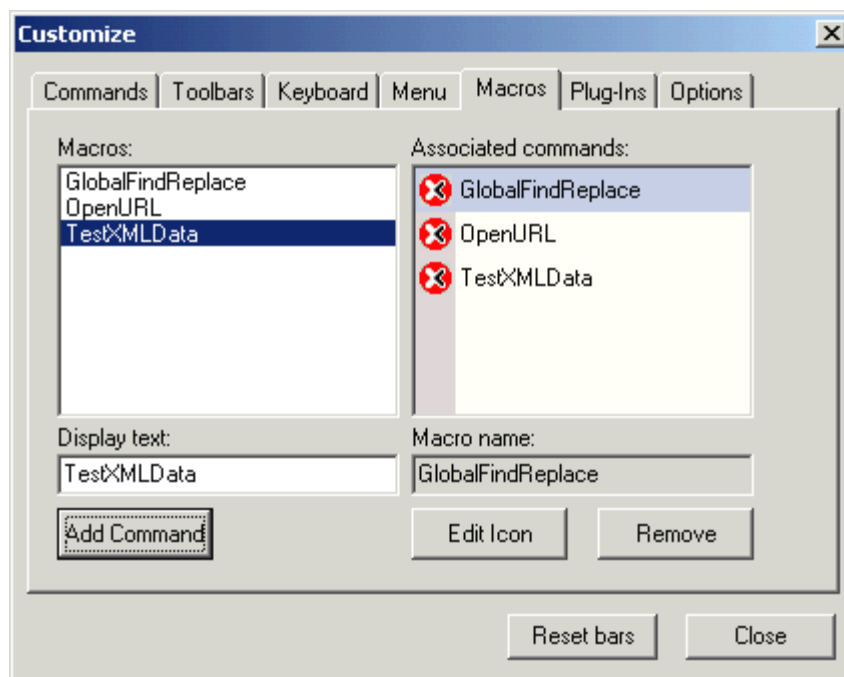 Customize
Commands Toolbars Keyboard Menu Macros Plug-Ins Options
Macros:
GlobalFindReplace
OpenURL
TestXMLData
Associated commands:
GlobalFindReplace
OpenURL
TestXMLData
Display text:
TestXMLData
Macro name:
GlobalFindReplace
Add Command
Edit Icon
Remove
Reset bars
Close